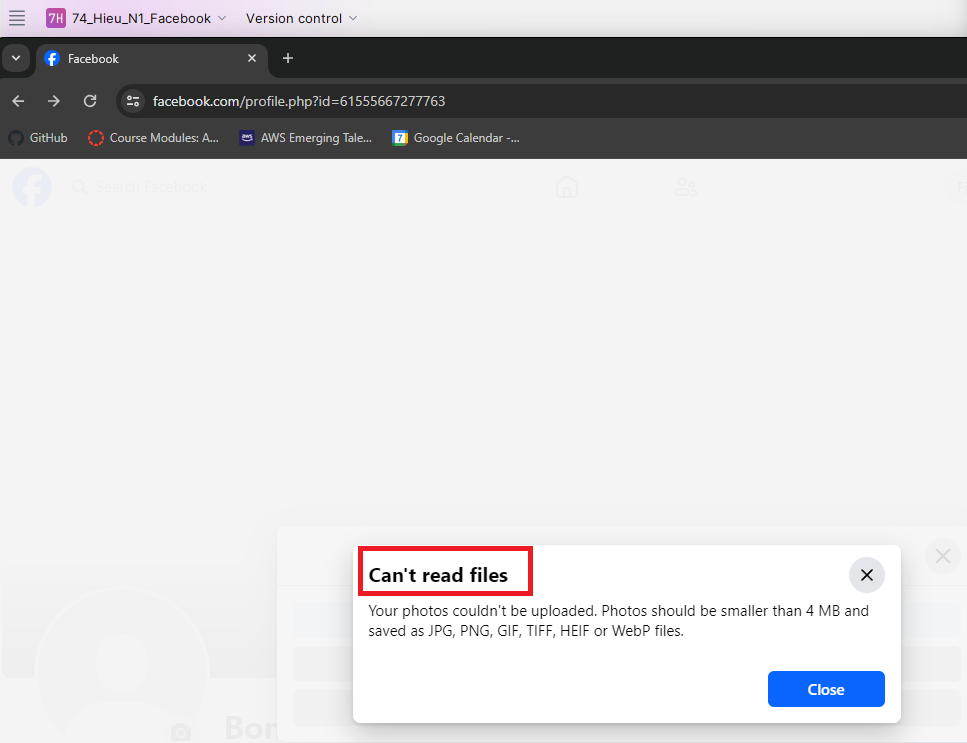 7H 74_Hieu_N1_Facebook Version control
Facebook
facebook.com/profile.php?id=61555667277763
GitHub Course Modules: A... aws AWS Emerging Tale... 7 Google Calendar -...
Search Facebook
Can't read files
Your photos couldn't be uploaded. Photos should be smaller than 4 MB and
saved as JPG, PNG, GIF, TIFF, HEIF or WebP files.
Close
Bon